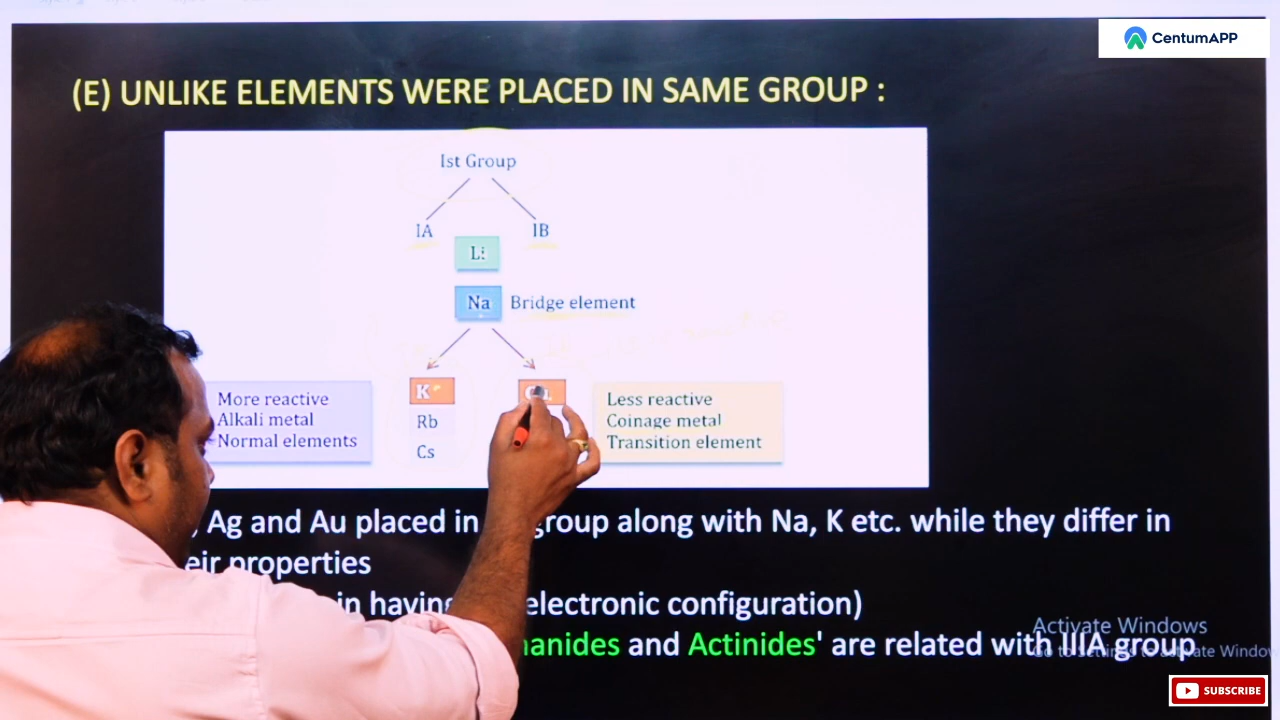 CentumAPP
(E) UNLIKE ELEMENTS WERE PLACED IN SAME GROUP :
Ist Group
IA IB
Li
Na Bridge element
K
Rb
Cs
More reactive
Alkali metal
Normal elements
Less reactive
Coinage metal
Transition element
, Ag and Au placed in group along with Na, K etc. while they differ in
properties
in electronic configuration)
and Actinides' are related with IIIA group
Activate Windows
SUBSCRIBE